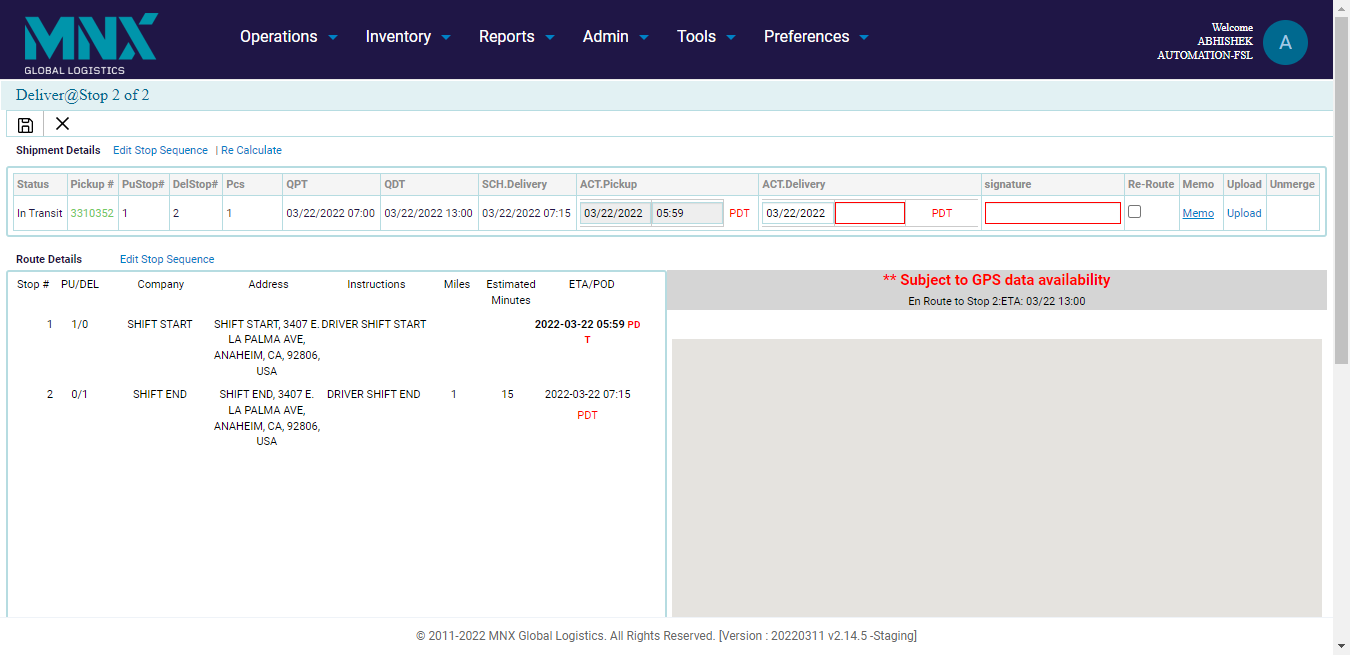 MNX
GLOBAL LOGISTICS
Operations Inventory Reports Admin Tools Preferences
Welcome
ABHISHEK
AUTOMATION-FSL
A
Deliver@Stop 2 of 2
Shipment Details Edit Stop Sequence | Re Calculate
Status Pickup # PuStop# DelStop# Pcs QPT QDT SCH.Delivery ACT.Pickup ACT.Delivery signature Re-Route Memo Upload Unmerge
In Transit 3310352 1 2 1 03/22/2022 07:00 03/22/2022 13:00 03/22/2022 07:15 03/22/2022 05:59 PDT 03/22/2022 PDT Memo Upload
Route Details Edit Stop Sequence
Stop # PU/DEL Company Address Instructions Miles Estimated Minutes ETA/POD
1 1/0 SHIFT START SHIFT START, 3407 E. DRIVER SHIFT START 2022-03-22 05:59 PD
LA PALMA AVE, T
ANAHEIM, CA, 92806,
USA
2 0/1 SHIFT END SHIFT END, 3407 E. DRIVER SHIFT END 1 15 2022-03-22 07:15
LA PALMA AVE, PDT
ANAHEIM, CA, 92806,
USA
** Subject to GPS data availability
En Route to Stop 2:ETA: 03/22 13:00
© 2011-2022 MNX Global Logistics. All Rights Reserved. [Version : 20220311 v2.14.5 -Staging]